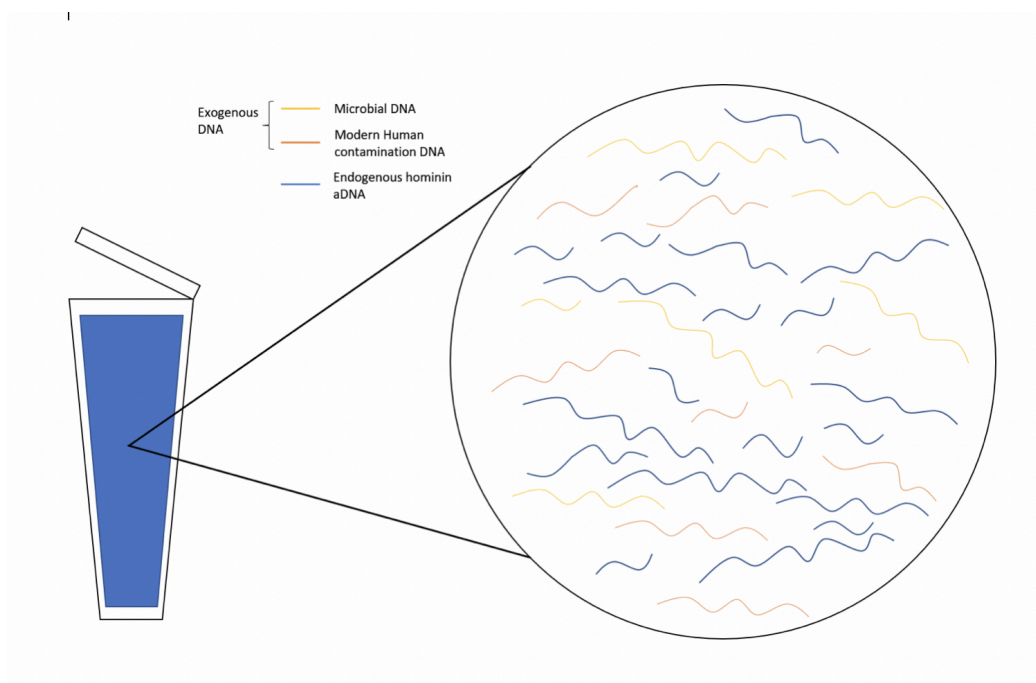 Exogenous
DNA
Microbial DNA
Modern Human
contamination DNA
Endogenous hominin
aDNA